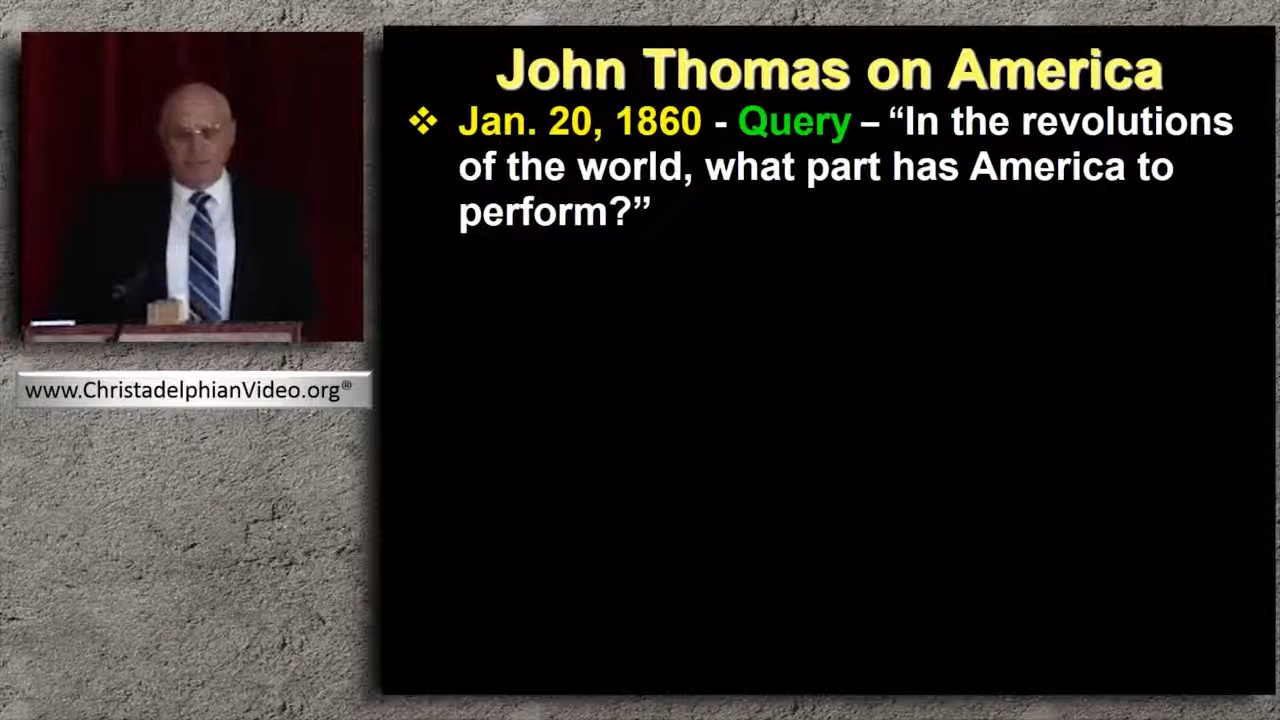 John Thomas on America
❖ Jan. 20, 1860 - Query – “In the revolutions
of the world, what part has America to
perform?”
www.ChristadelphianVideo.org®